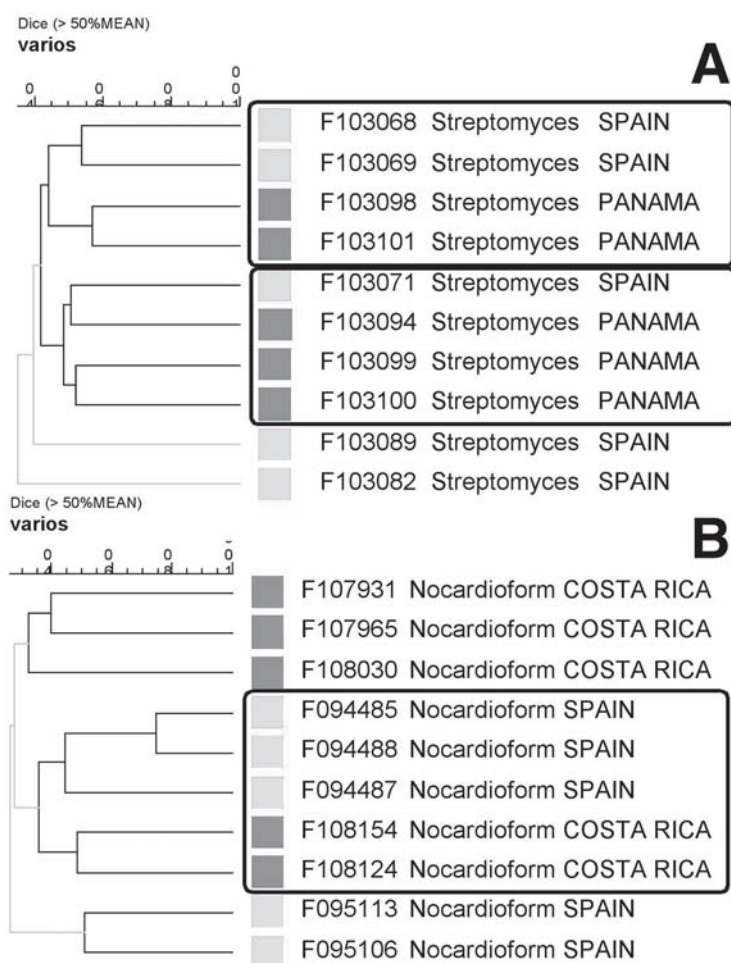 Dice (> 50%MEAN)
varios
A
F103068 Streptomyces SPAIN
F103069 Streptomyces SPAIN
F103098 Streptomyces PANAMA
F103101 Streptomyces PANAMA
F103071 Streptomyces SPAIN
F103094 Streptomyces PANAMA
F103099 Streptomyces PANAMA
F103100 Streptomyces PANAMA
F103089 Streptomyces SPAIN
F103082 Streptomyces SPAIN
Dice (> 50%MEAN)
varios
B
F107931 Nocardioform COSTA RICA
F107965 Nocardioform COSTA RICA
F108030 Nocardioform COSTA RICA
F094485 Nocardioform SPAIN
F094488 Nocardioform SPAIN
F094487 Nocardioform SPAIN
F108154 Nocardioform COSTA RICA
F108124 Nocardioform COSTA RICA
F095113 Nocardioform SPAIN
F095106 Nocardioform SPAIN